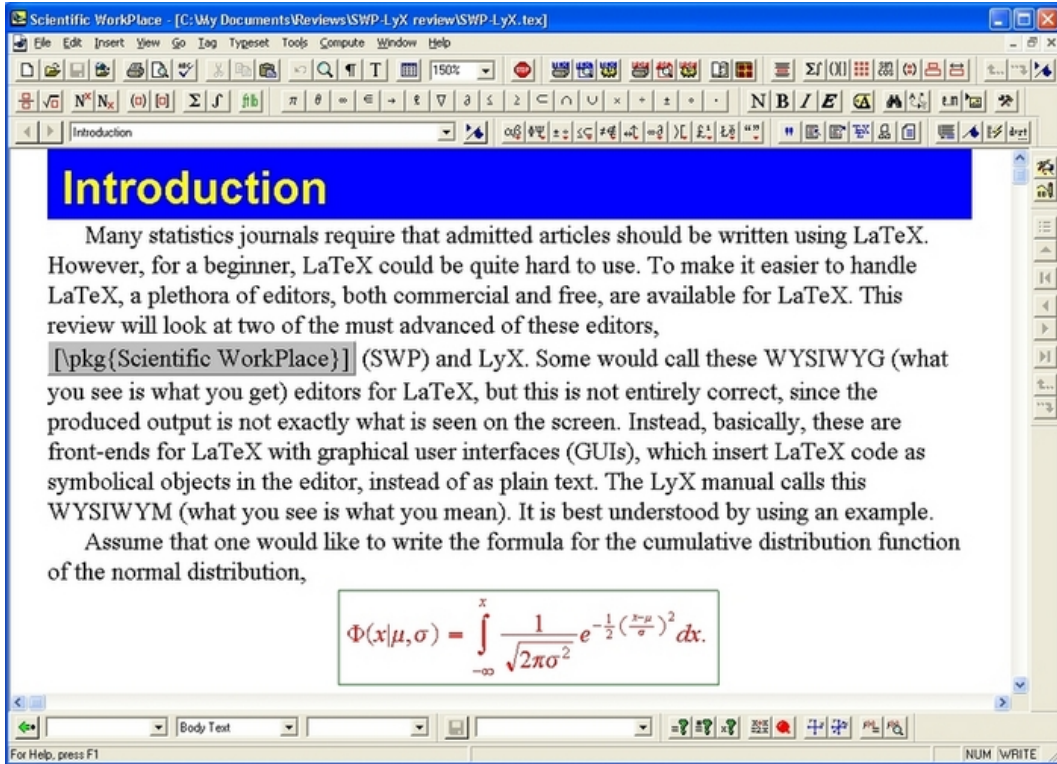 Scientific WorkPlace - [C:\My Documents\Reviews\SWP-LyX review\SWP-LyX.tex]
File Edit Insert View Go Tag Typeset Tools Compute Window Help
150%
N B I E
Introduction
Introduction
Many statistics journals require that admitted articles should be written using LaTeX.
However, for a beginner, LaTeX could be quite hard to use. To make it easier to handle
LaTeX, a plethora of editors, both commercial and free, are available for LaTeX. This
review will look at two of the must advanced of these editors,
[\pkg{Scientific WorkPlace}] (SWP) and LyX. Some would call these WYSIWYG (what
you see is what you get) editors for LaTeX, but this is not entirely correct, since the
produced output is not exactly what is seen on the screen. Instead, basically, these are
front-ends for LaTeX with graphical user interfaces (GUIs), which insert LaTeX code as
symbolical objects in the editor, instead of as plain text. The LyX manual calls this
WYSIWYM (what you see is what you mean). It is best understood by using an example.
Assume that one would like to write the formula for the cumulative distribution function
of the normal distribution,
Φ(x|μ,σ) = ∫_{-∞}^{x} 1/√(2πσ²) e^{-1/2((x-μ)/σ)²} dx.
Body Text
For Help, press F1
NUM WRITE